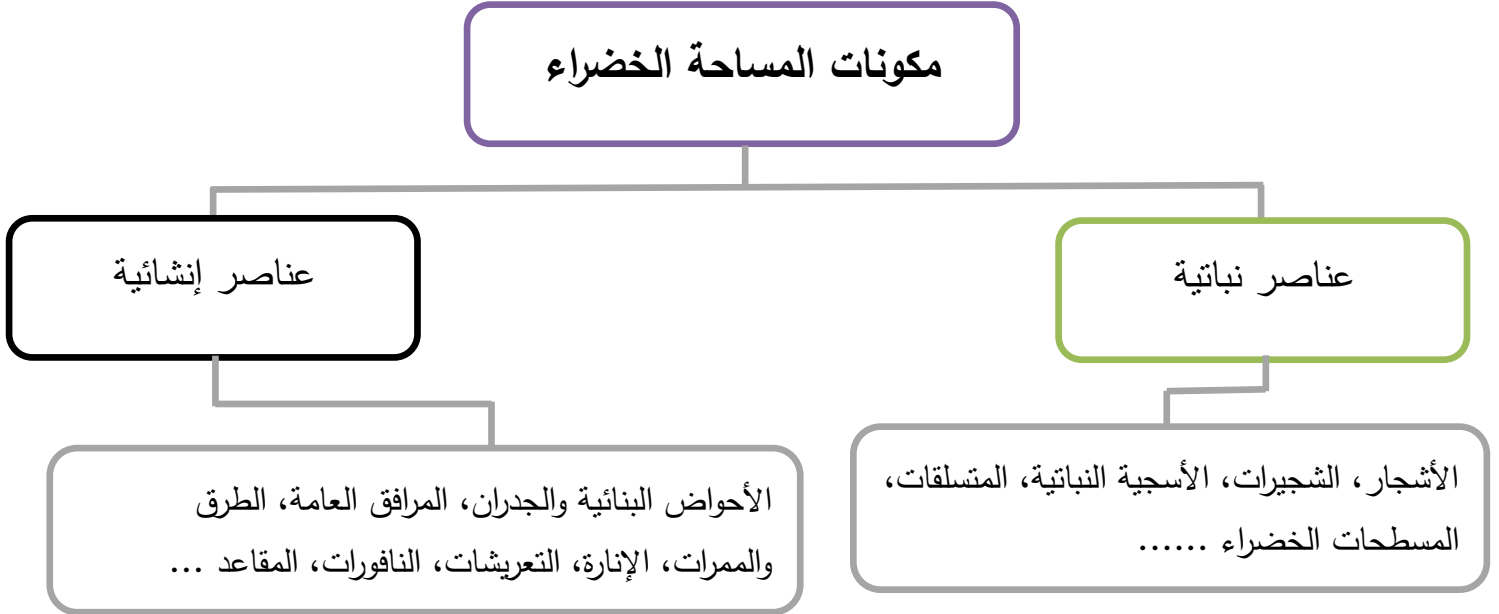 مكونات المساحة الخضراء
عناصر نباتية
عناصر إنشائية
الأشجار، الشجيرات، الأسجية النباتية، المتسلقات،
المسطحات الخضراء ......
الأحواض البنائية والجدران، المرافق العامة، الطرق
والممرات، الإنارة، التعريشات، النافورات، المقاعد ...